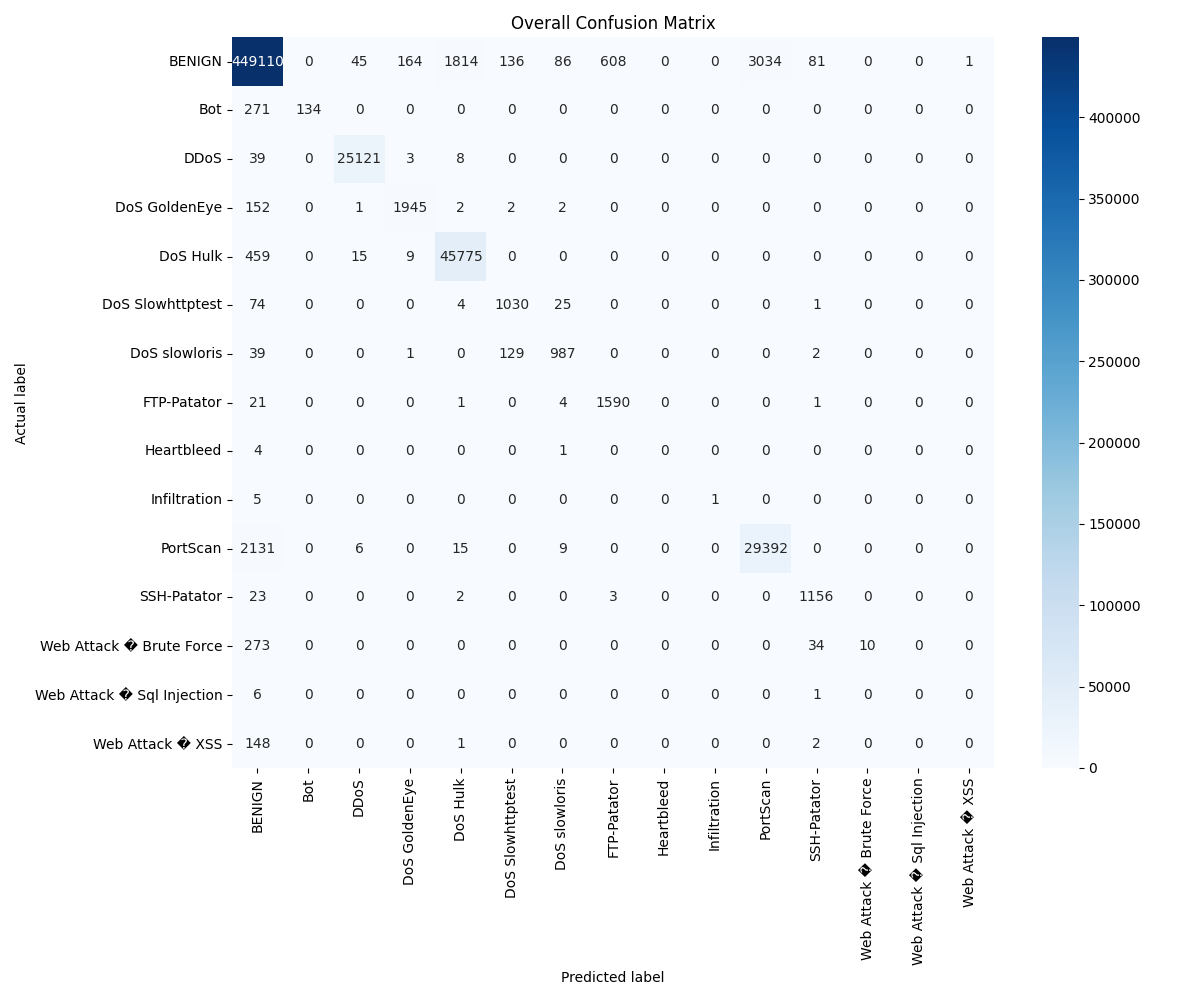 Overall Confusion Matrix
BENIGN 449110 0 45 164 1814 136 86 608 0 0 3034 81 0 0 1
Bot 271 134 0 0 0 0 0 0 0 0 0 0 0 0 0
DDoS 39 0 25121 3 8 0 0 0 0 0 0 0 0 0 0
DoS GoldenEye 152 0 1 1945 2 2 2 0 0 0 0 0 0 0 0
DoS Hulk 459 0 15 9 45775 0 0 0 0 0 0 0 0 0 0
DoS Slowhttptest 74 0 0 0 4 1030 25 0 0 0 0 1 0 0 0
DoS slowloris 39 0 0 1 0 129 987 0 0 0 0 2 0 0 0
FTP-Patator 21 0 0 0 1 0 4 1590 0 0 0 1 0 0 0
Heartbleed 4 0 0 0 0 0 1 0 0 0 0 0 0 0 0
Infiltration 5 0 0 0 0 0 0 0 0 1 0 0 0 0 0
PortScan 2131 0 6 0 15 0 9 0 0 0 29392 0 0 0 0
SSH-Patator 23 0 0 0 2 0 0 3 0 0 0 1156 0 0 0
Web Attack � Brute Force 273 0 0 0 0 0 0 0 0 0 0 34 10 0 0
Web Attack � Sql Injection 6 0 0 0 0 0 0 0 0 0 0 1 0 0 0
Web Attack � XSS 148 0 0 0 1 0 0 0 0 0 0 2 0 0 0
Actual label
BENIGN
Bot
DDoS
DoS GoldenEye
DoS Hulk
DoS Slowhttptest
DoS slowloris
FTP-Patator
Heartbleed
Infiltration
PortScan
SSH-Patator
Web Attack � Brute Force
Web Attack � Sql Injection
Web Attack � XSS
Predicted label
400000
350000
300000
250000
200000
150000
100000
50000
0